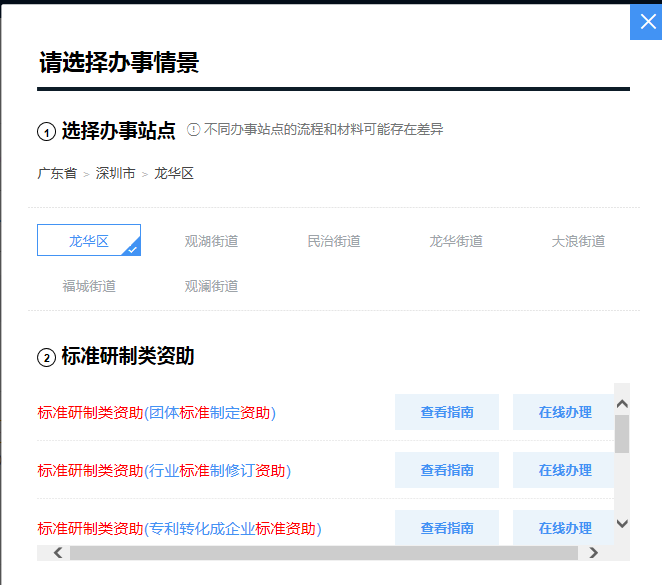 请选择办事情景
1 选择办事站点 ! 不同办事站点的流程和材料可能存在差异
广东省 > 深圳市 > 龙华区
龙华区 观湖街道 民治街道 龙华街道 大浪街道
福城街道 观澜街道
2 标准研制类资助
标准研制类资助(团体标准制定资助) 查看指南 在线办理
标准研制类资助(行业标准制修订资助) 查看指南 在线办理
标准研制类资助(专利转化成企业标准资助) 查看指南 在线办理